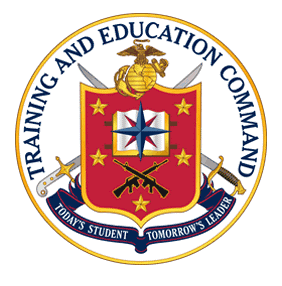 TRAINING AND EDUCATION COMMAND
TODAY'S STUDENT TOMORROW'S LEADER